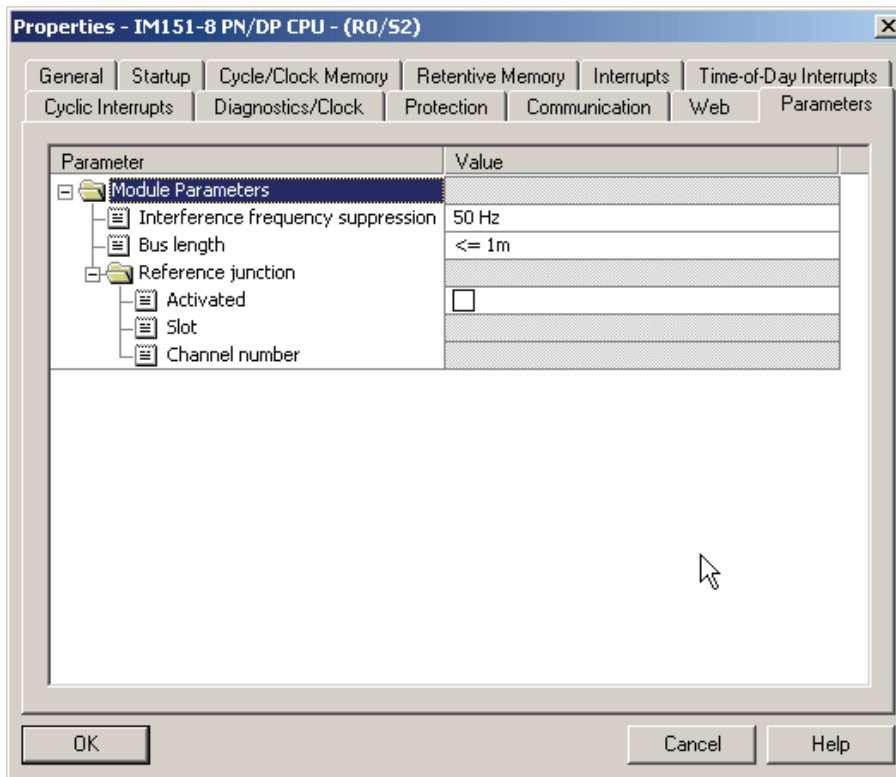 Properties - IM151-8 PN/DP CPU - (R0/S2)
General Startup Cycle/Clock Memory Retentive Memory Interrupts Time-of-Day Interrupts
Cyclic Interrupts Diagnostics/Clock Protection Communication Web Parameters
Parameter Value
Module Parameters
Interference frequency suppression 50 Hz
Bus length <= 1m
Reference junction
Activated
Slot
Channel number
OK Cancel Help